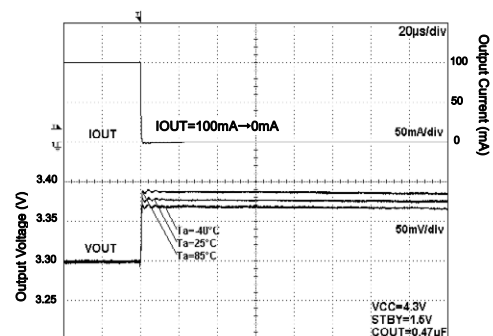 20µs/div
100
50
0
Output Current (mA)
IOUT=100mA→0mA
IOUT
50mA/div
3.40
3.35
3.30
3.25
Output Voltage (V)
Ta=-40°C
Ta=25°C
Ta=85°C
50mV/div
VOUT
VCC=4.3V
STBY=1.5V
COUT=0.47uF